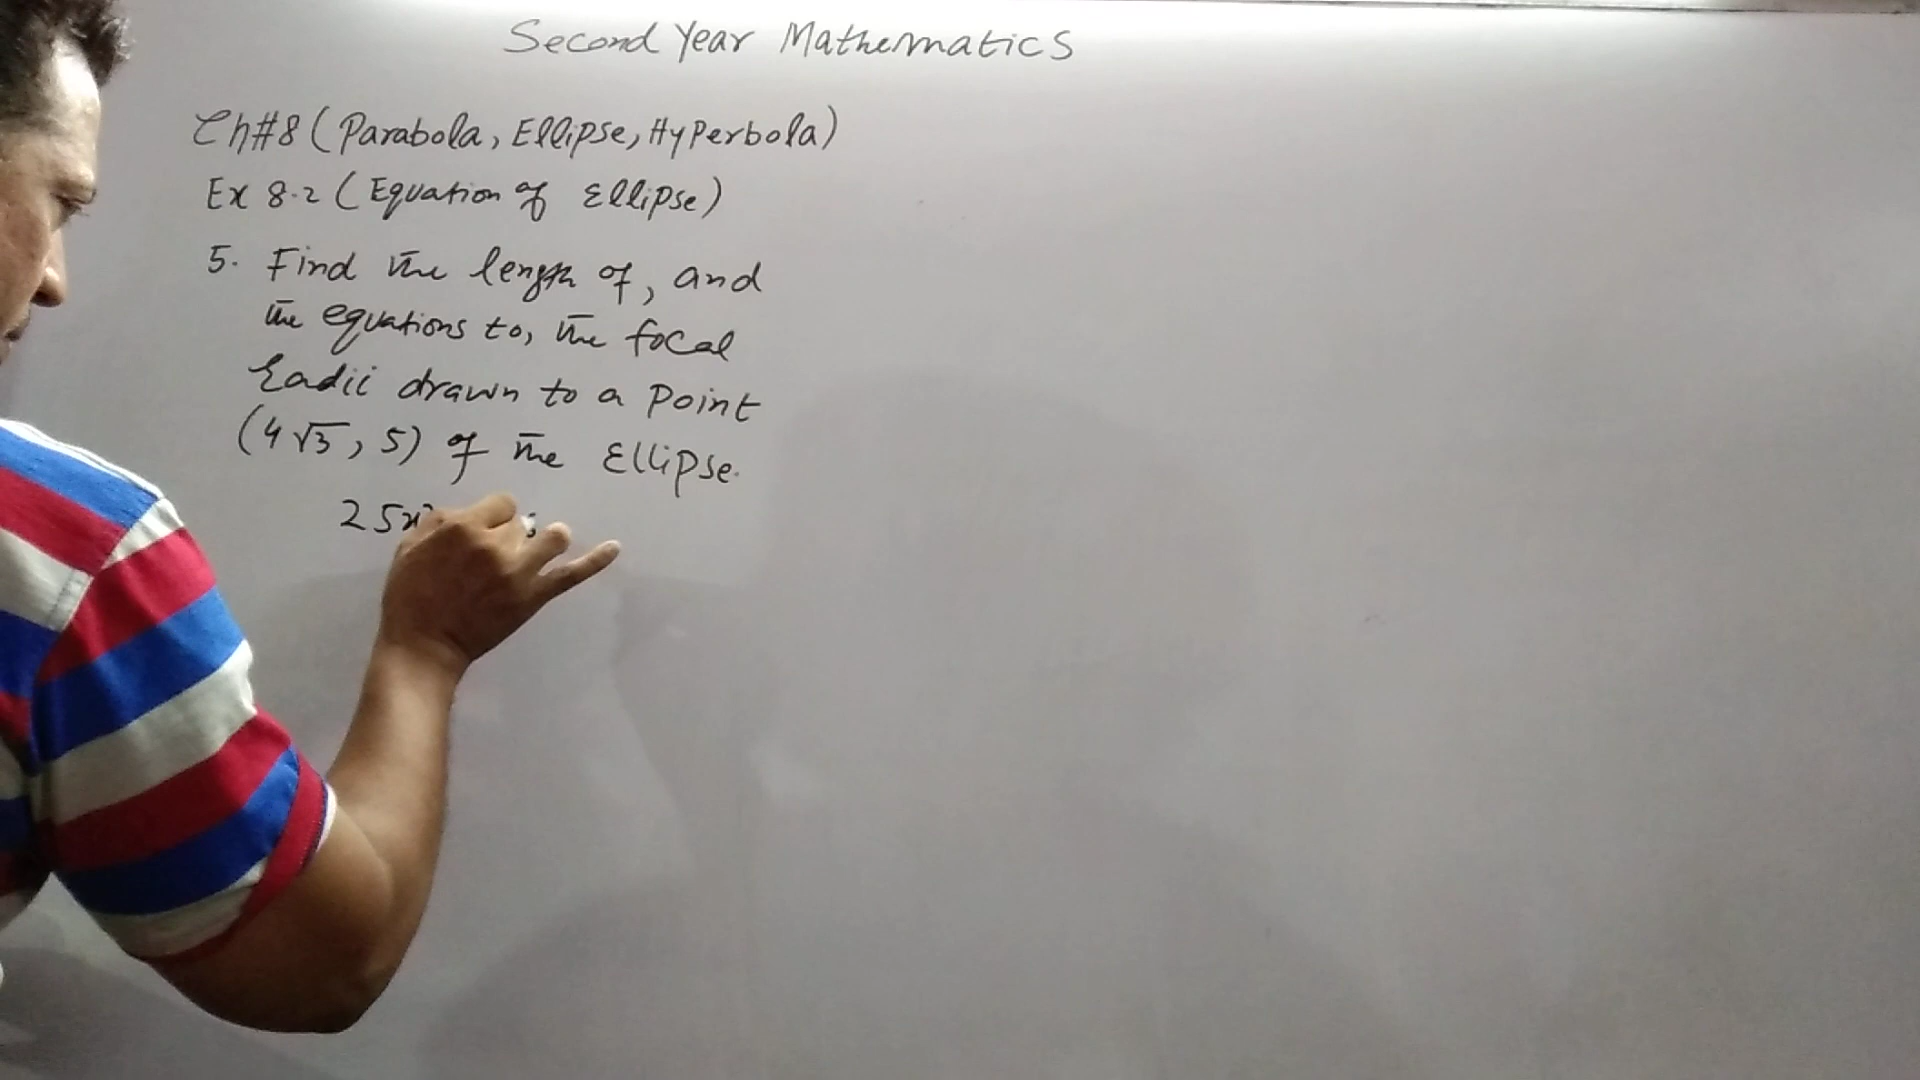 Second Year Mathematics
Ch#8 (Parabola, Ellipse, Hyperbola)
Ex 8.2 (Equation of Ellipse)
5. Find the length of, and
the equations to, the focal
radii drawn to a Point
(4√3, 5) of the Ellipse.
25x²